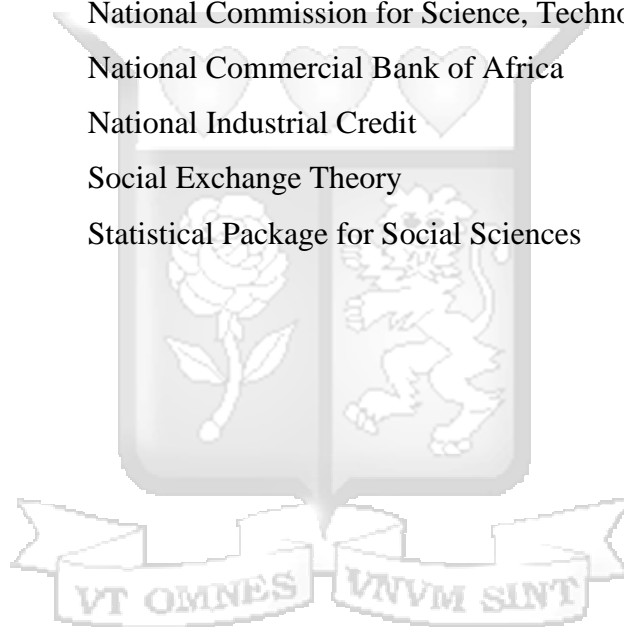 National Commission for Science, Techno
National Commercial Bank of Africa
National Industrial Credit
Social Exchange Theory
Statistical Package for Social Sciences
VT OMNES VNVM SINT